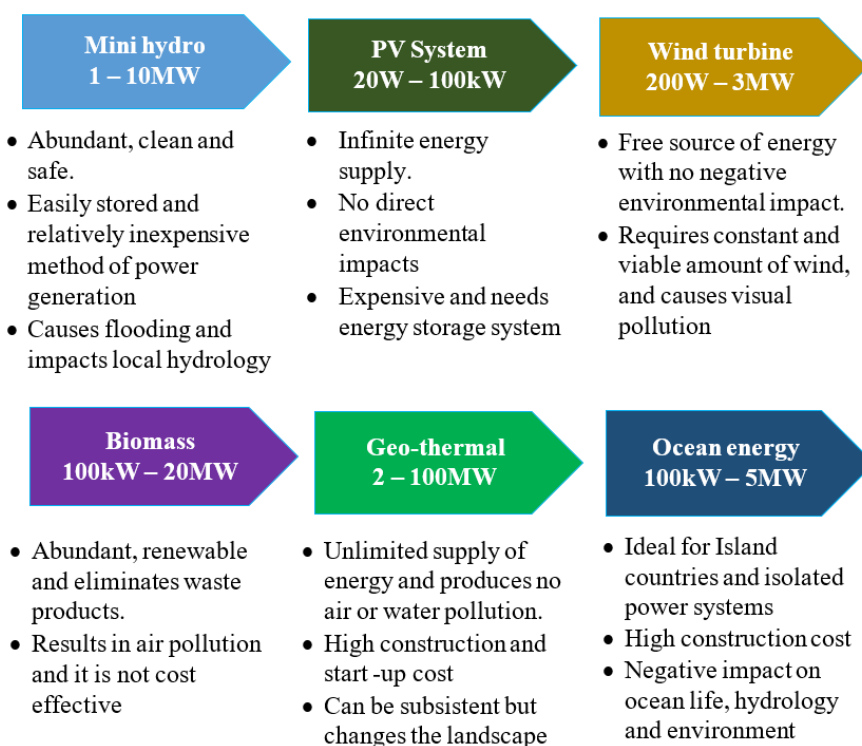 Mini hydro
1 – 10MW
• Abundant, clean and
safe.
• Easily stored and
relatively inexpensive
method of power
generation
• Causes flooding and
impacts local hydrology
PV System
20W – 100kW
• Infinite energy
supply.
• No direct
environmental
impacts
• Expensive and needs
energy storage system
Wind turbine
200W – 3MW
• Free source of energy
with no negative
environmental impact.
• Requires constant and
viable amount of wind,
and causes visual
pollution
Biomass
100kW – 20MW
• Abundant, renewable
and eliminates waste
products.
• Results in air pollution
and it is not cost
effective
Geo-thermal
2 – 100MW
• Unlimited supply of
energy and produces no
air or water pollution.
• High construction and
start -up cost
• Can be subsistent but
changes the landscape
Ocean energy
100kW – 5MW
• Ideal for Island
countries and isolated
power systems
• High construction cost
• Negative impact on
ocean life, hydrology
and environment